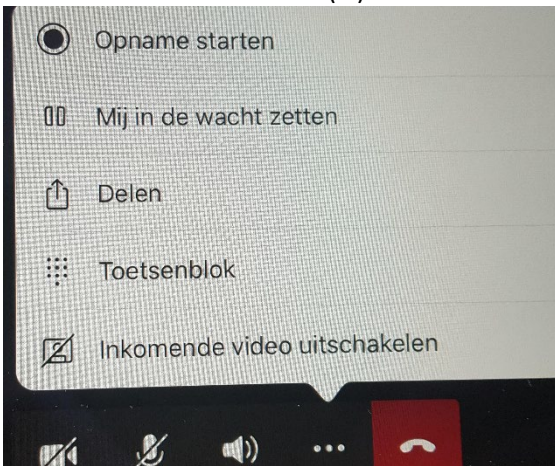 Opname starten
Mij in de wacht zetten
Delen
Toetsenblok
Inkomende video uitschakelen